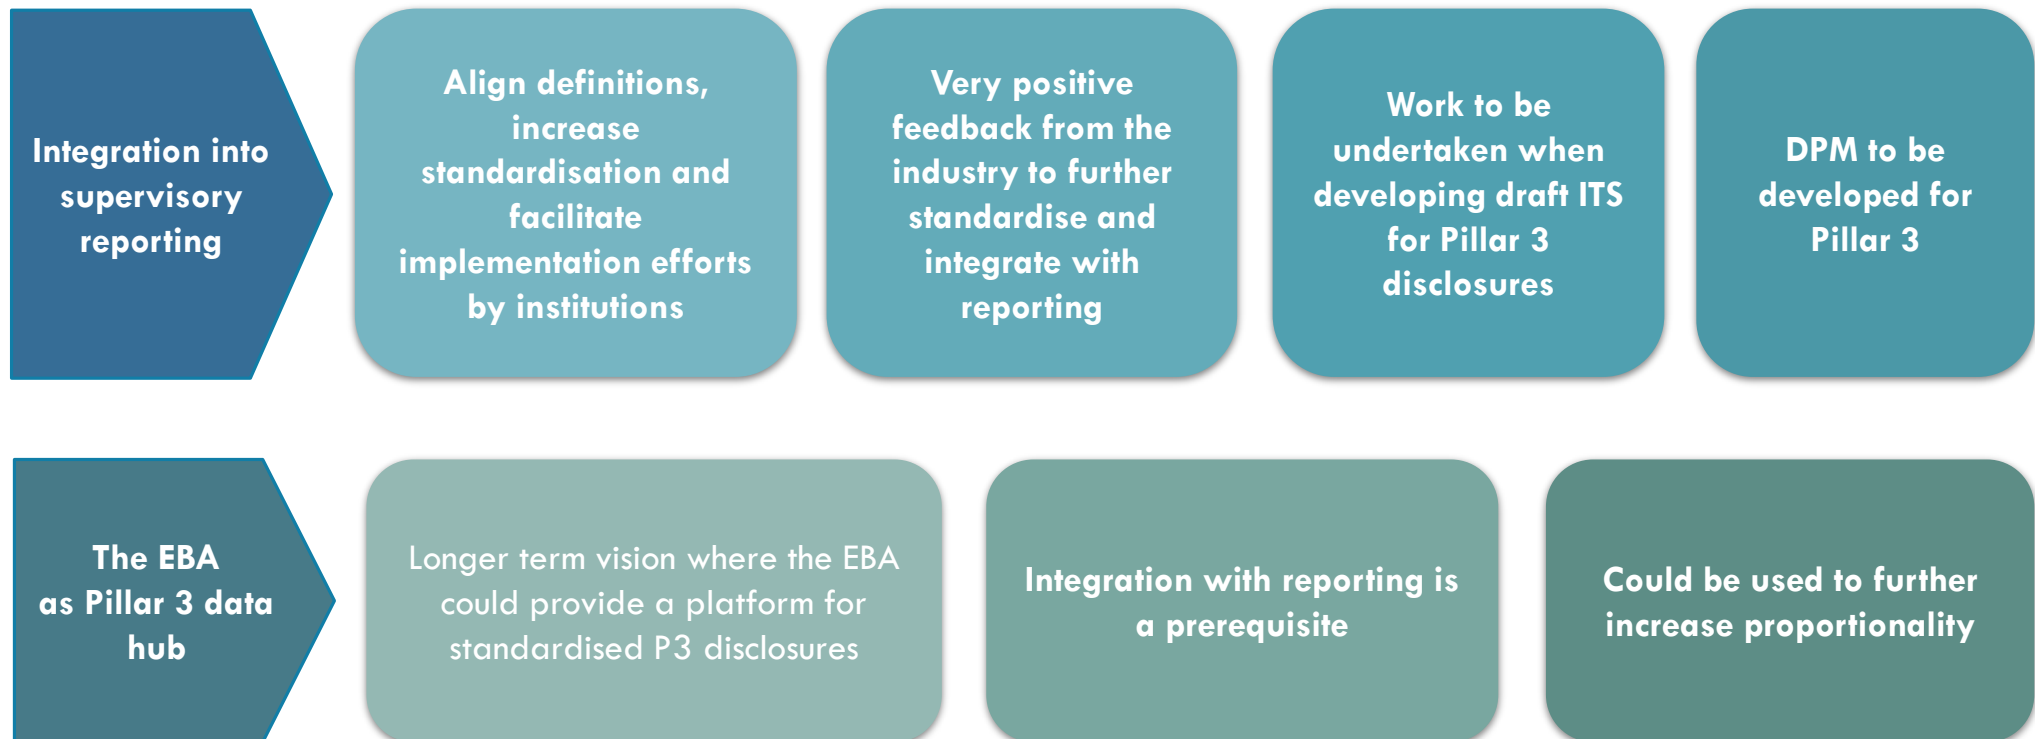 Integration into
supervisory
reporting
Align definitions,
increase
standardisation and
facilitate
implementation efforts
by institutions
Very positive
feedback from the
industry to further
standardise and
integrate with
reporting
Work to be
undertaken when
developing draft ITS
for Pillar 3
disclosures
DPM to be
developed for
Pillar 3
The EBA
as Pillar 3 data
hub
Longer term vision where the EBA
could provide a platform for
standardised P3 disclosures
Integration with reporting is
a prerequisite
Could be used to further
increase proportionality